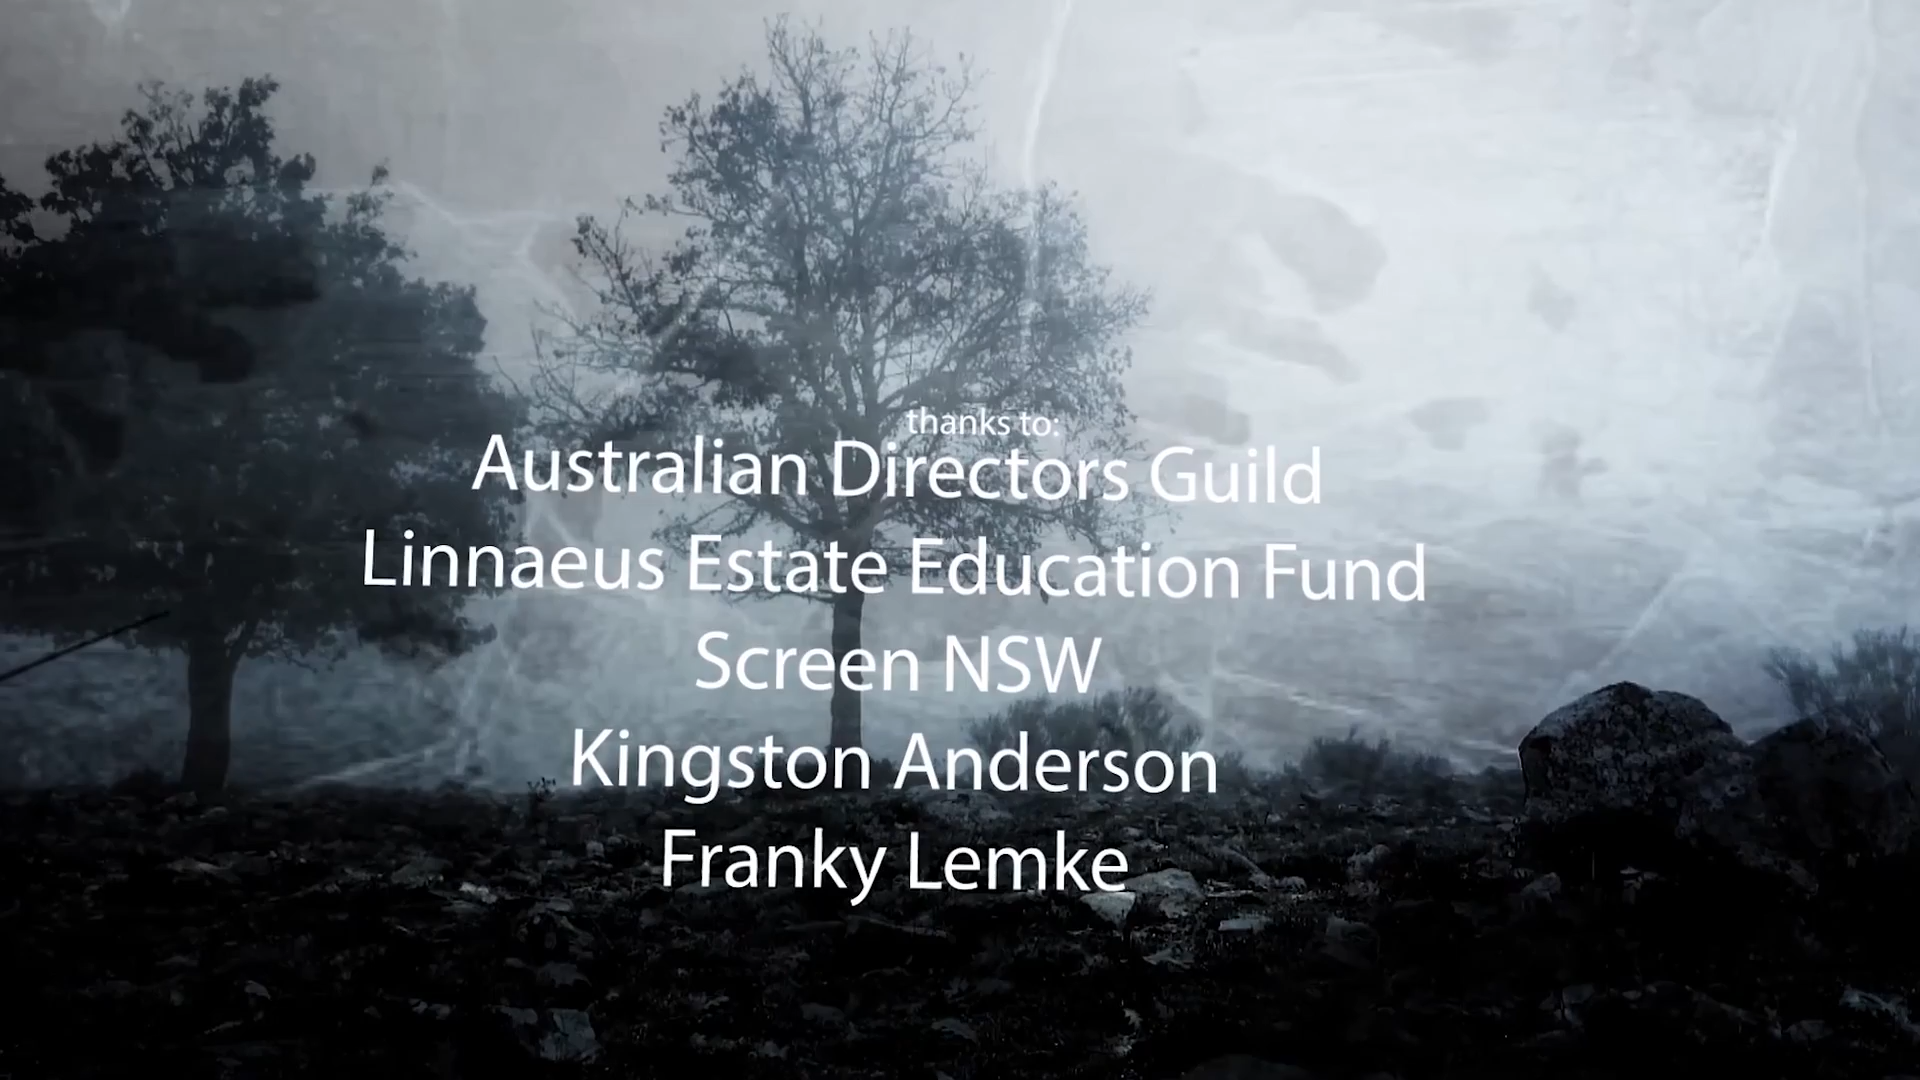 thanks to:
Australian Directors Guild
Linnaeus Estate Education Fund
Screen NSW
Kingston Anderson
Franky Lemke